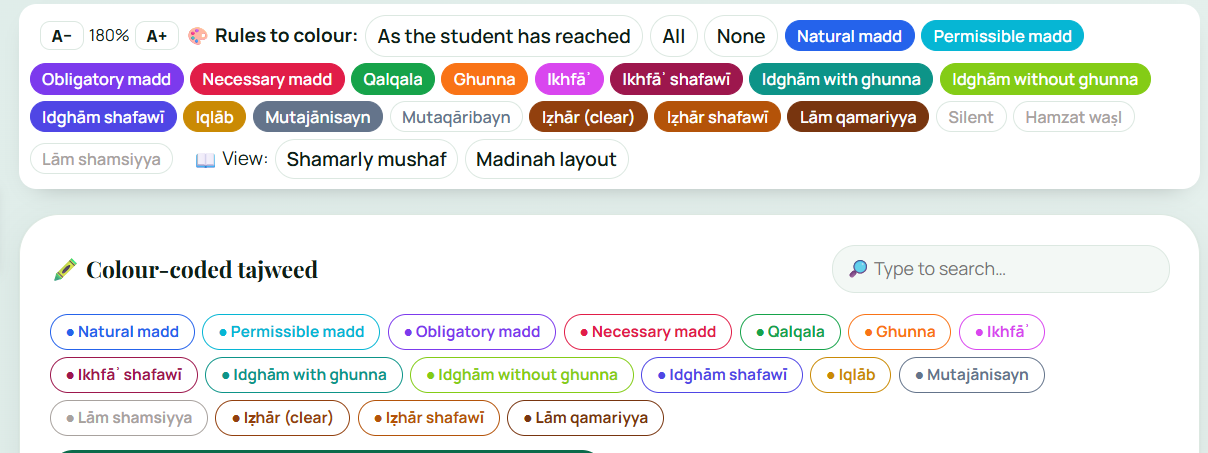 A− 180% A+ 🎨 Rules to colour: As the student has reached All None Natural madd Permissible madd
Obligatory madd Necessary madd Qalqala Ghunna Ikhfāʾ Ikhfāʾ shafawī Idghām with ghunna Idghām without ghunna
Idghām shafawī Iqlāb Mutajānisayn Mutaqāribayn Iẓhār (clear) Iẓhār shafawī Lām qamariyya Silent Hamzat waṣl
Lām shamsiyya 📖 View: Shamarly mushaf Madinah layout
🖍️ Colour-coded tajweed 🔎 Type to search…
● Natural madd ● Permissible madd ● Obligatory madd ● Necessary madd ● Qalqala ● Ghunna ● Ikhfāʾ
● Ikhfāʾ shafawī ● Idghām with ghunna ● Idghām without ghunna ● Idghām shafawī ● Iqlāb ● Mutajānisayn
● Lām shamsiyya ● Iẓhār (clear) ● Iẓhār shafawī ● Lām qamariyya